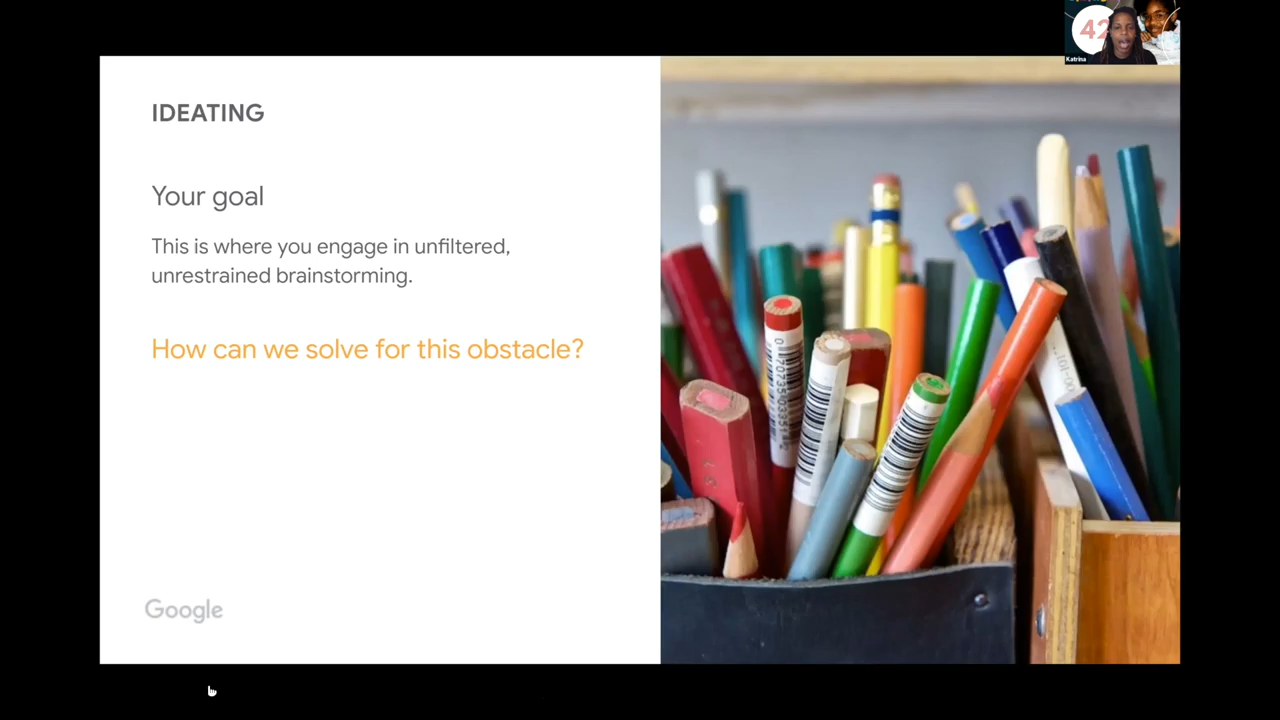 42
Katrina
IDEATING
Your goal
This is where you engage in unfiltered,
unrestrained brainstorming.
How can we solve for this obstacle?
Google